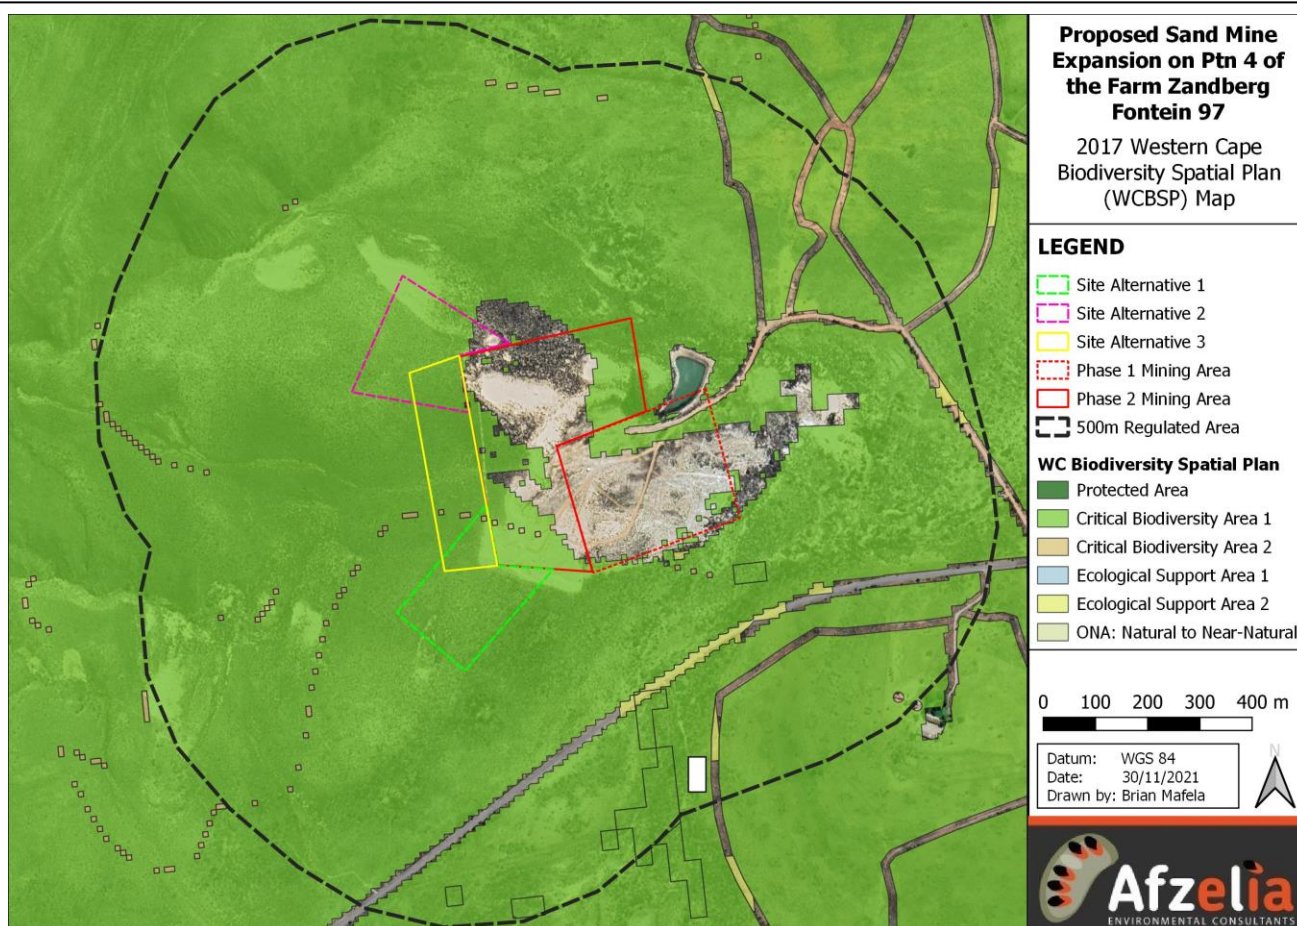 Proposed Sand Mine
Expansion on Ptn 4 of
the Farm Zandberg
Fontein 97
2017 Western Cape
Biodiversity Spatial Plan
(WCBSP) Map
LEGEND
Site Alternative 1
Site Alternative 2
Site Alternative 3
Phase 1 Mining Area
Phase 2 Mining Area
500m Regulated Area
WC Biodiversity Spatial Plan
Protected Area
Critical Biodiversity Area 1
Critical Biodiversity Area 2
Ecological Support Area 1
Ecological Support Area 2
ONA: Natural to Near-Natural
0 100 200 300 400 m
Datum: WGS 84
Date: 30/11/2021
Drawn by: Brian Mafela
N
Afzelia
ENVIRONMENTAL CONSULTANTS